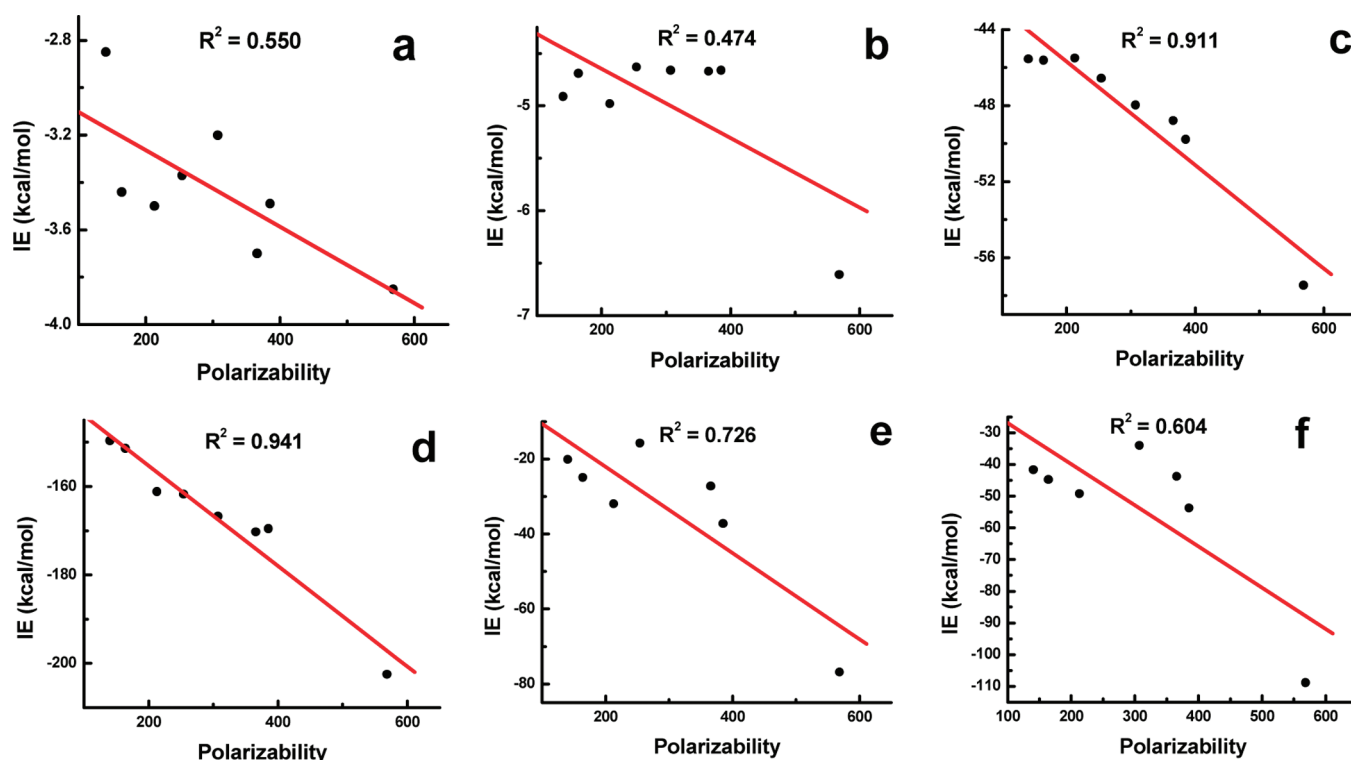 R² = 0.550
a
IE (kcal/mol)
-2.8
-3.2
-3.6
-4.0
200
400
600
Polarizability
R² = 0.474
b
IE (kcal/mol)
-5
-6
-7
200
400
600
Polarizability
R² = 0.911
c
IE (kcal/mol)
-44
-48
-52
-56
200
400
600
Polarizability
R² = 0.941
d
IE (kcal/mol)
-160
-180
-200
200
400
600
Polarizability
R² = 0.726
e
IE (kcal/mol)
-20
-40
-60
-80
200
400
600
Polarizability
R² = 0.604
f
IE (kcal/mol)
-30
-40
-50
-60
-70
-80
-90
-100
-110
100
200
300
400
500
600
Polarizability